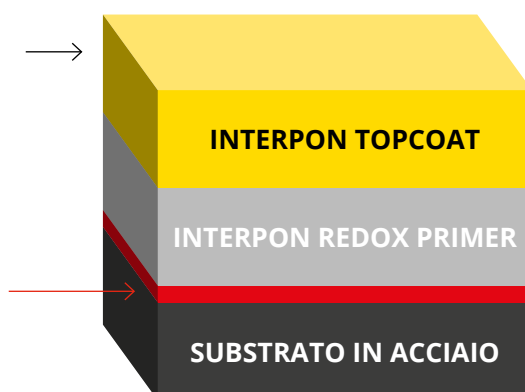 INTERPON TOPCOAT
INTERPON REDOX PRIMER
SUBSTRATO IN ACCIAIO